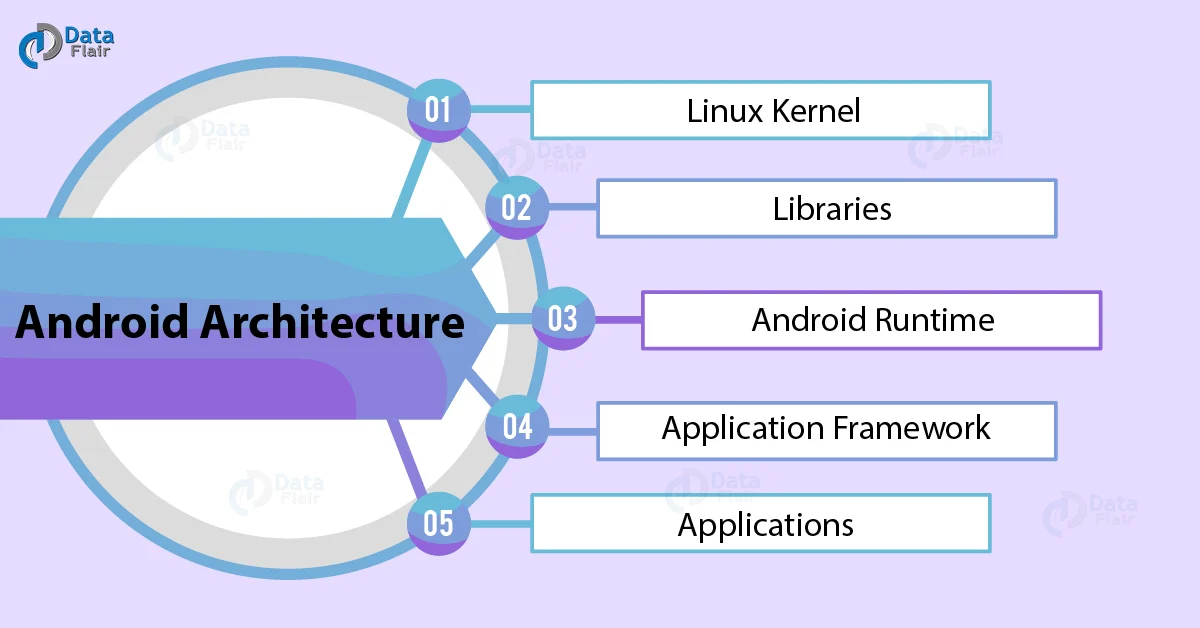 Data
Flair
01
Linux Kernel
Data
Flair
Data
Flair
Data
Flair
02
Libraries
Android Architecture
03
Android Runtime
04
Application Framework
Data
Flair
Data
Flair
Data
Flair
05
Applications